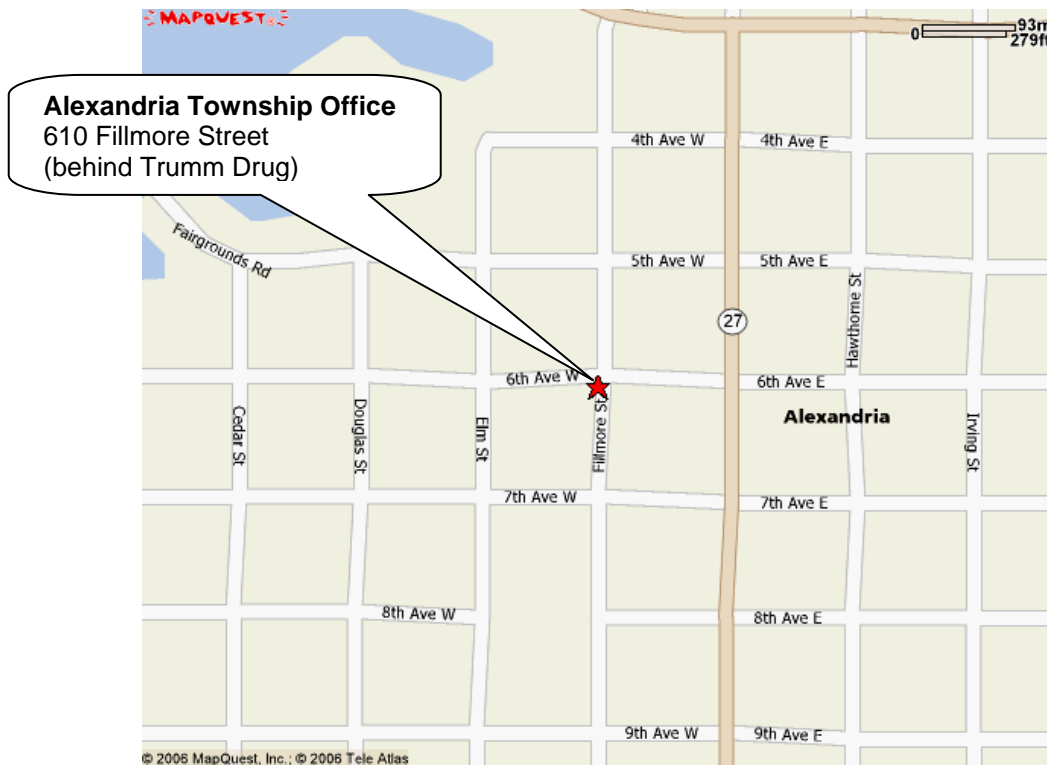 MAPQUEST
0 93m
279ft
Alexandria Township Office
610 Fillmore Street
(behind Trumm Drug)
4th Ave W
4th Ave E
Fairgrounds Rd
5th Ave W
5th Ave E
Hawthorne St
27
6th Ave W
6th Ave E
Cedar St
Douglas St
Elm St
Fillmore St
Alexandria
Irving St
7th Ave W
7th Ave E
8th Ave W
8th Ave E
9th Ave W
9th Ave E
© 2006 MapQuest, Inc.; © 2006 Tele Atlas